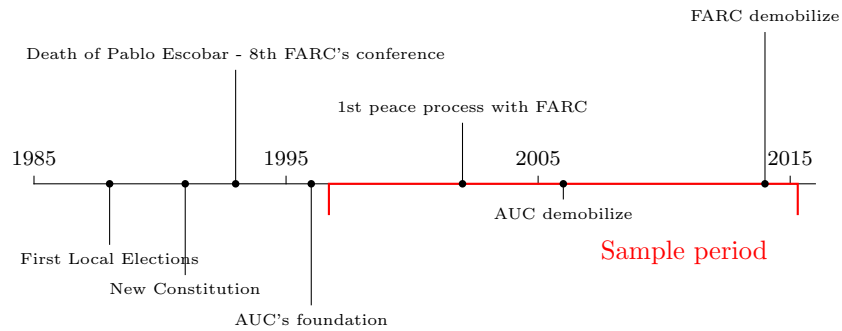 FARC demobilize
Death of Pablo Escobar - 8th FARC's conference
1st peace process with FARC
1985
1995
2005
2015
AUC demobilize
First Local Elections
Sample period
New Constitution
AUC's foundation